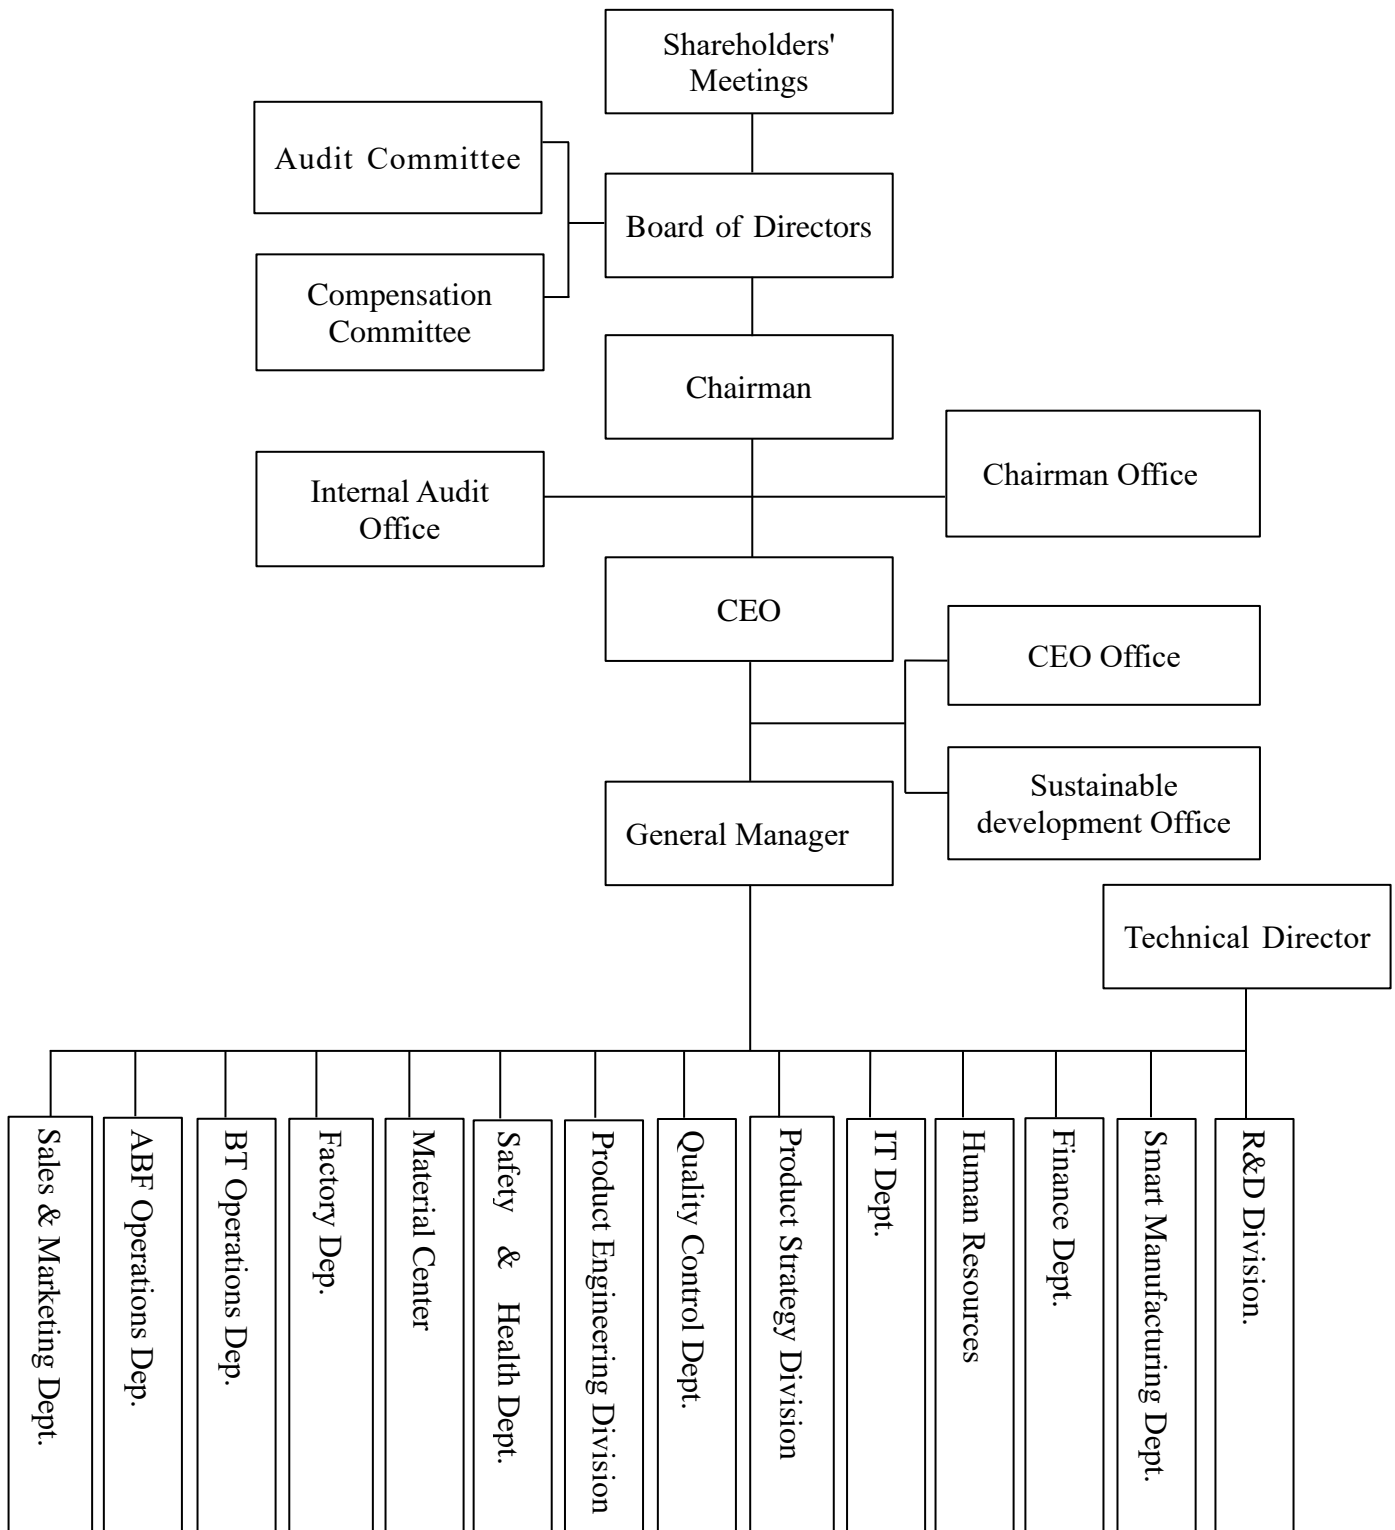 Shareholders'
Meetings
Audit Committee
Board of Directors
Compensation
Committee
Chairman
Chairman Office
Internal Audit
Office
CEO
CEO Office
Sustainable
development Office
General Manager
Technical Director
Sales & Marketing Dept.
ABF Operations Dep.
BT Operations Dep.
Factory Dep.
Material Center
Safety & Health Dept.
Product Engineering Division
Quality Control Dept.
Product Strategy Division
IT Dept.
Human Resources
Finance Dept.
Smart Manufacturing Dept.
R&D Division.